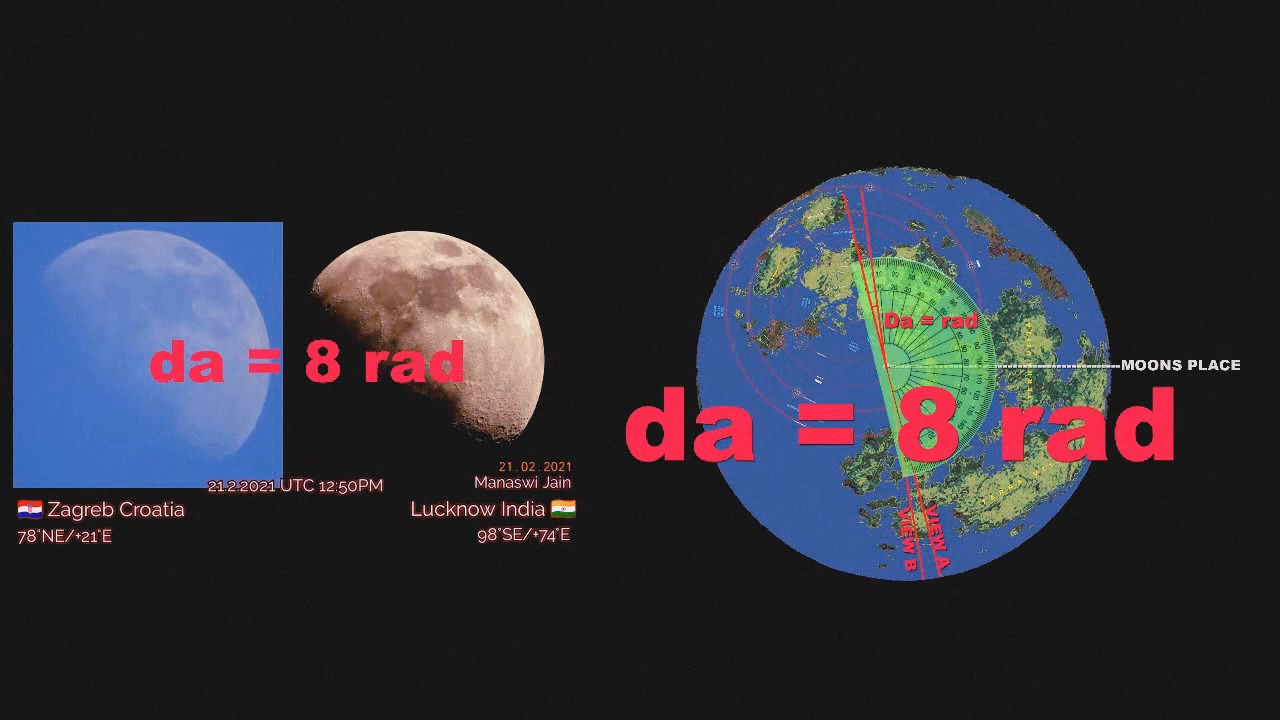 da = 8 rad
21.02.2021
Manaswi Jain
21.2.2021 UTC 12:50PM
Zagreb Croatia
Lucknow India
78°NE/+21°E
98°SE/+74°E
Da = rad
MOONS PLACE
da = 8 rad
VIEW B
VIEW A